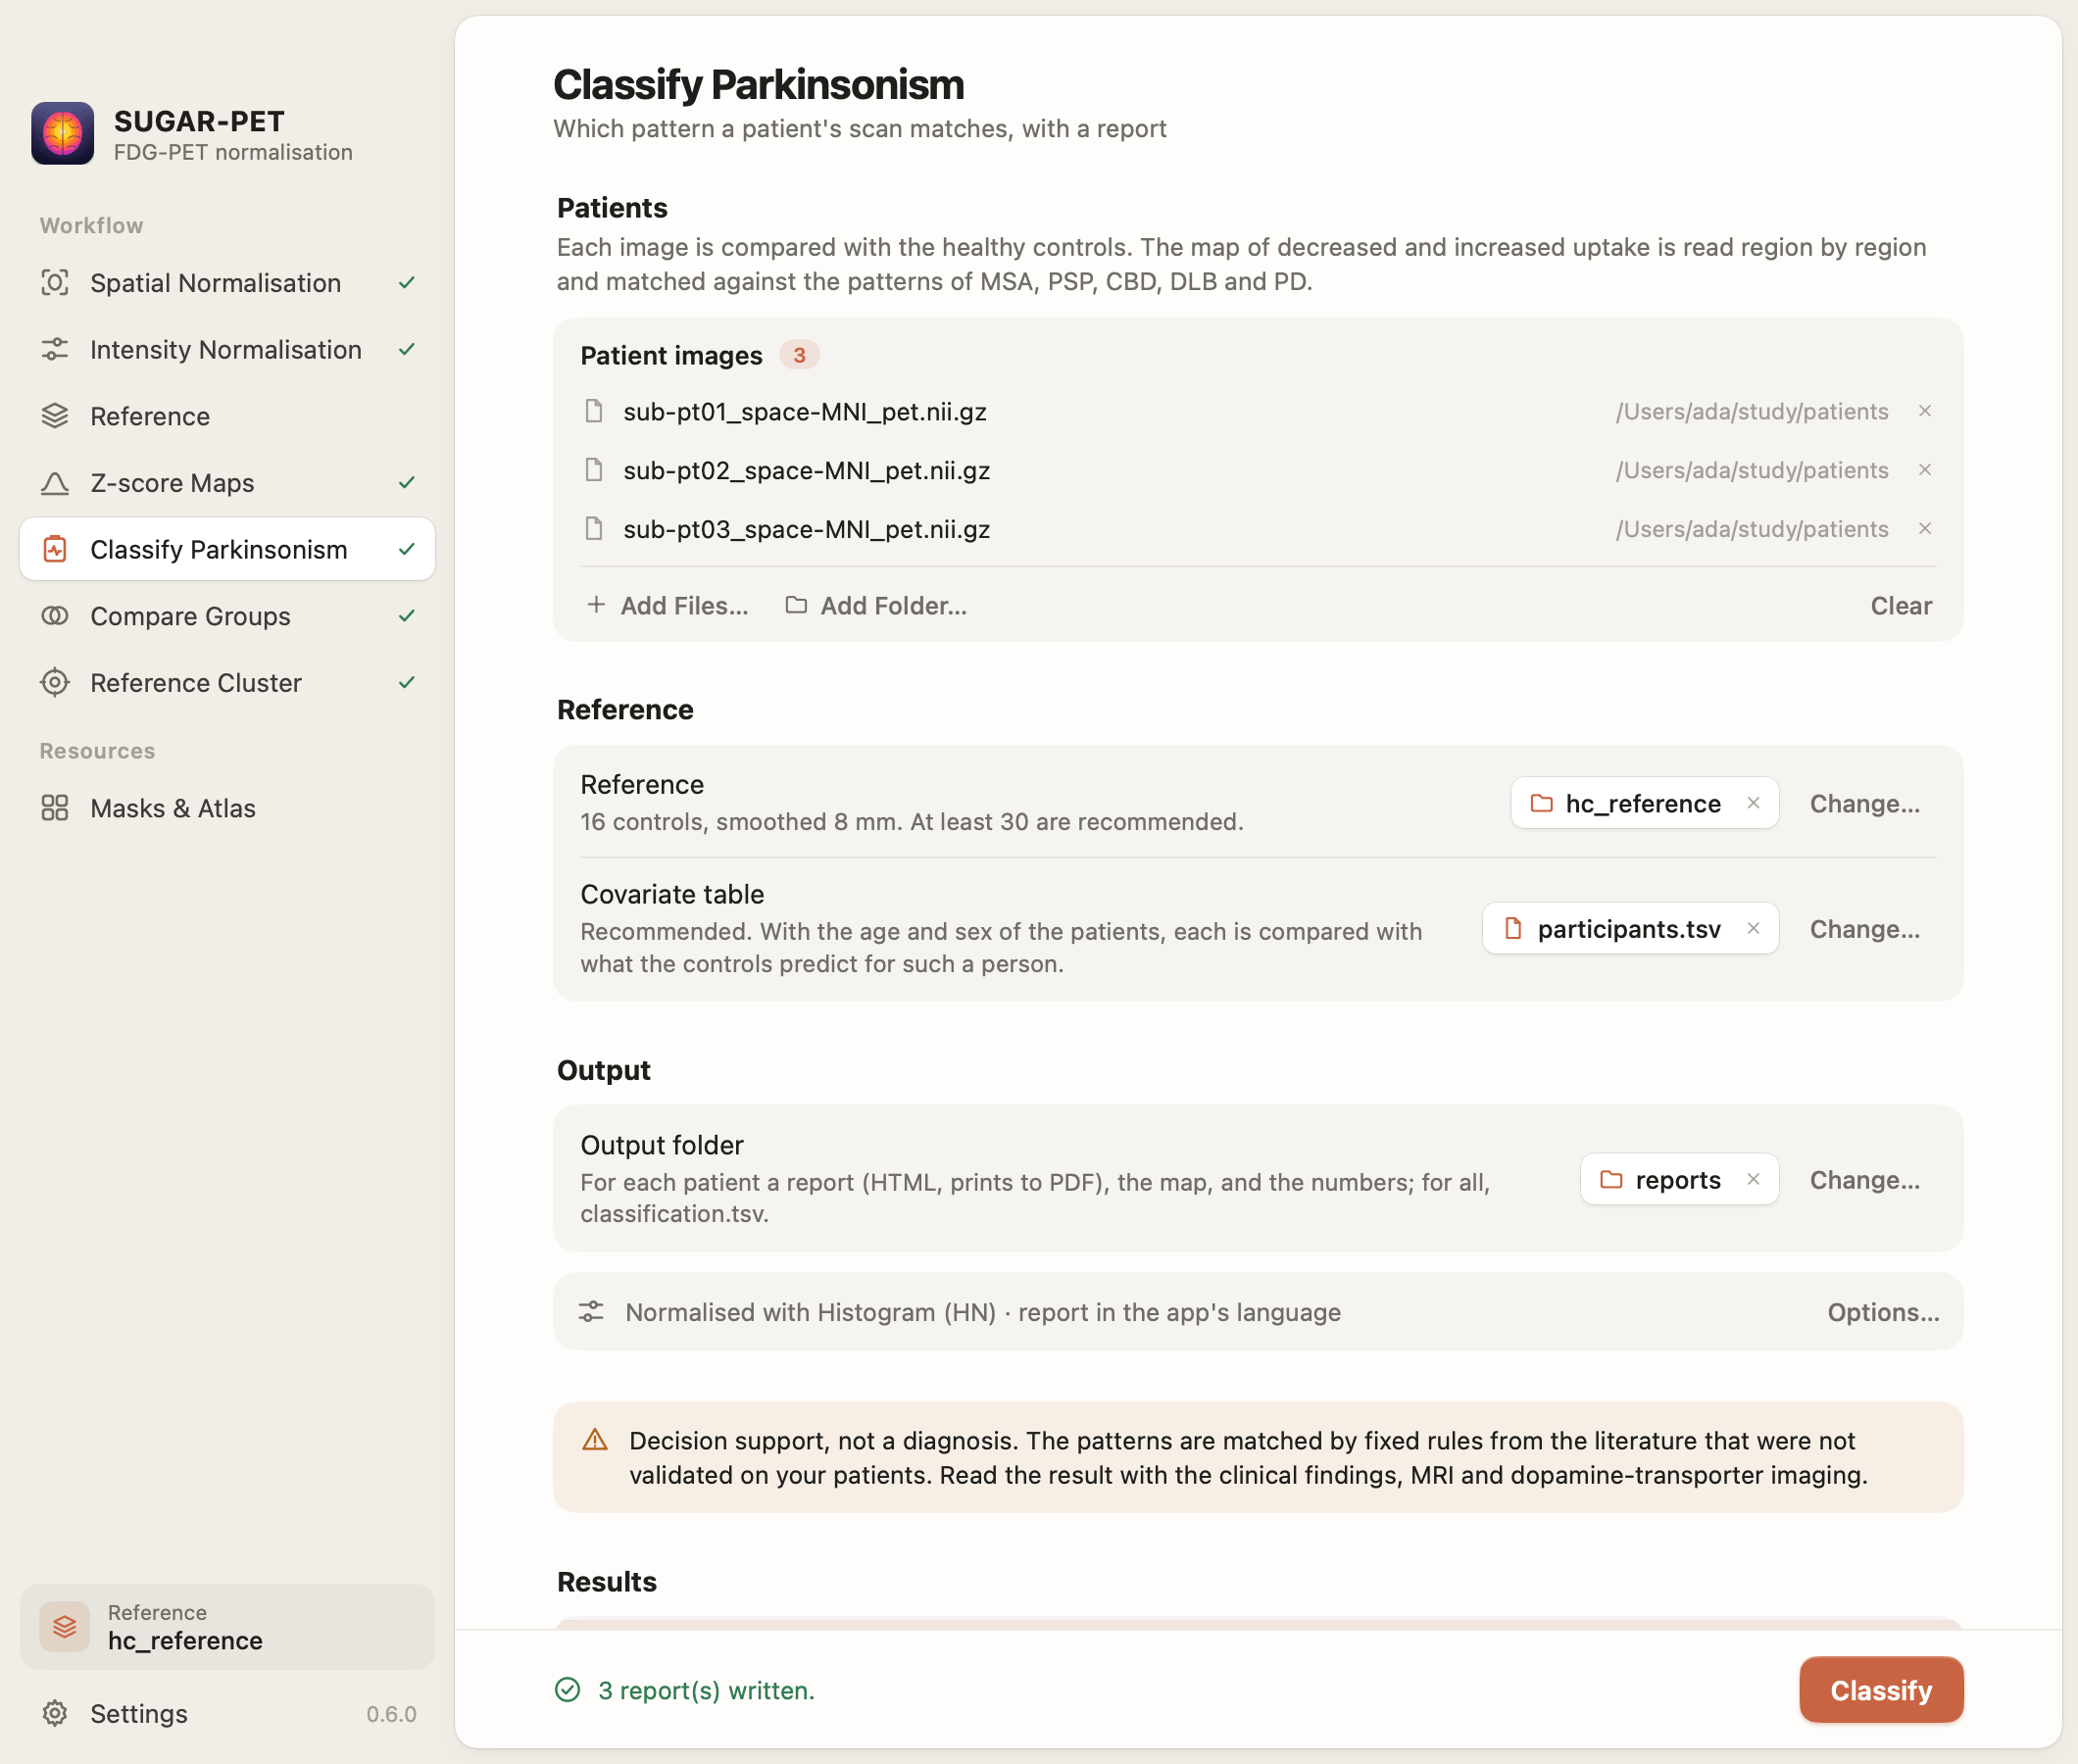 SUGAR-PET
FDG-PET normalisation
Workflow
Spatial Normalisation
Intensity Normalisation
Reference
Z-score Maps
Classify Parkinsonism
Compare Groups
Reference Cluster
Resources
Masks & Atlas
Reference
hc_reference
Settings
0.6.0
Classify Parkinsonism
Which pattern a patient's scan matches, with a report
Patients
Each image is compared with the healthy controls. The map of decreased and increased uptake is read region by region
and matched against the patterns of MSA, PSP, CBD, DLB and PD.
Patient images 3
sub-pt01_space-MNI_pet.nii.gz /Users/ada/study/patients
sub-pt02_space-MNI_pet.nii.gz /Users/ada/study/patients
sub-pt03_space-MNI_pet.nii.gz /Users/ada/study/patients
Add Files... Add Folder... Clear
Reference
Reference
16 controls, smoothed 8 mm. At least 30 are recommended.
hc_reference Change...
Covariate table
Recommended. With the age and sex of the patients, each is compared with
what the controls predict for such a person.
participants.tsv Change...
Output
Output folder
For each patient a report (HTML, prints to PDF), the map, and the numbers; for all,
classification.tsv.
reports Change...
Normalised with Histogram (HN) · report in the app's language Options...
Decision support, not a diagnosis. The patterns are matched by fixed rules from the literature that were not
validated on your patients. Read the result with the clinical findings, MRI and dopamine-transporter imaging.
Results
3 report(s) written.
Classify